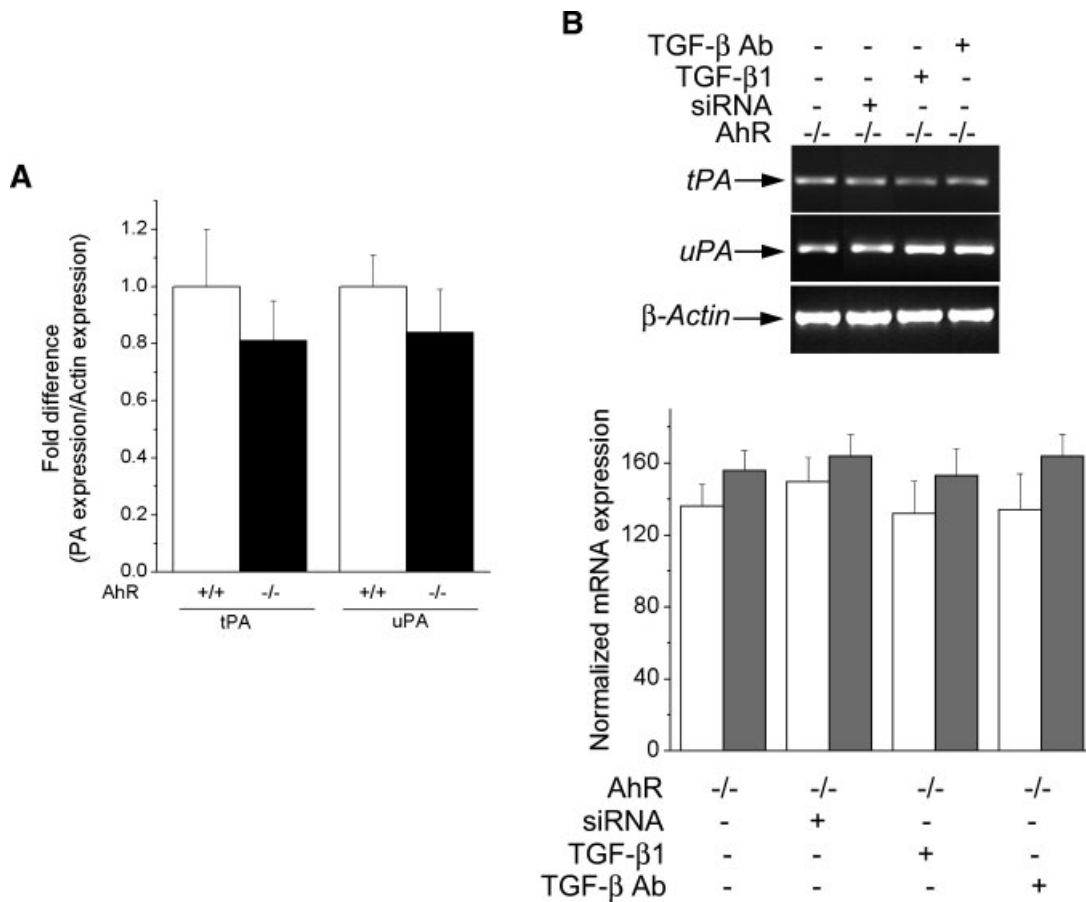 A
Fold difference
(PA expression/Actin expression)
1.2
1.0
0.8
0.6
0.4
0.2
0.0
AhR +/+ -/- +/+ -/-
tPA uPA
B
TGF-β Ab - - - +
TGF-β1 - - + -
siRNA - + - -
AhR -/- -/- -/- -/-
tPA
uPA
β-Actin
Normalized mRNA expression
160
120
80
40
0
AhR -/- -/- -/- -/-
siRNA - + - -
TGF-β1 - - + -
TGF-β Ab - - - +